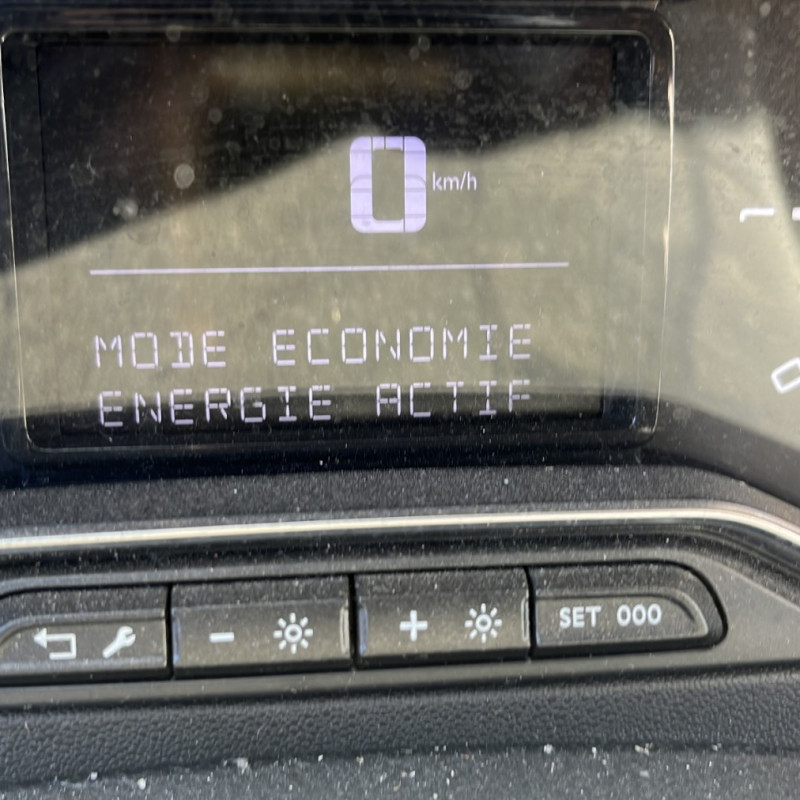 0 km/h
MODE ECONOMIE
ENERGIE ACTIF
- +
SET 000